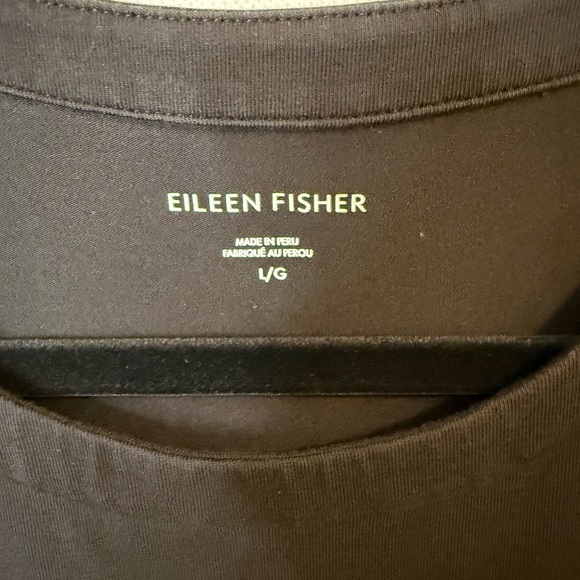 EILEEN FISHER
MADE IN PERU
FABRIQUÉ AU PEROU
L/G